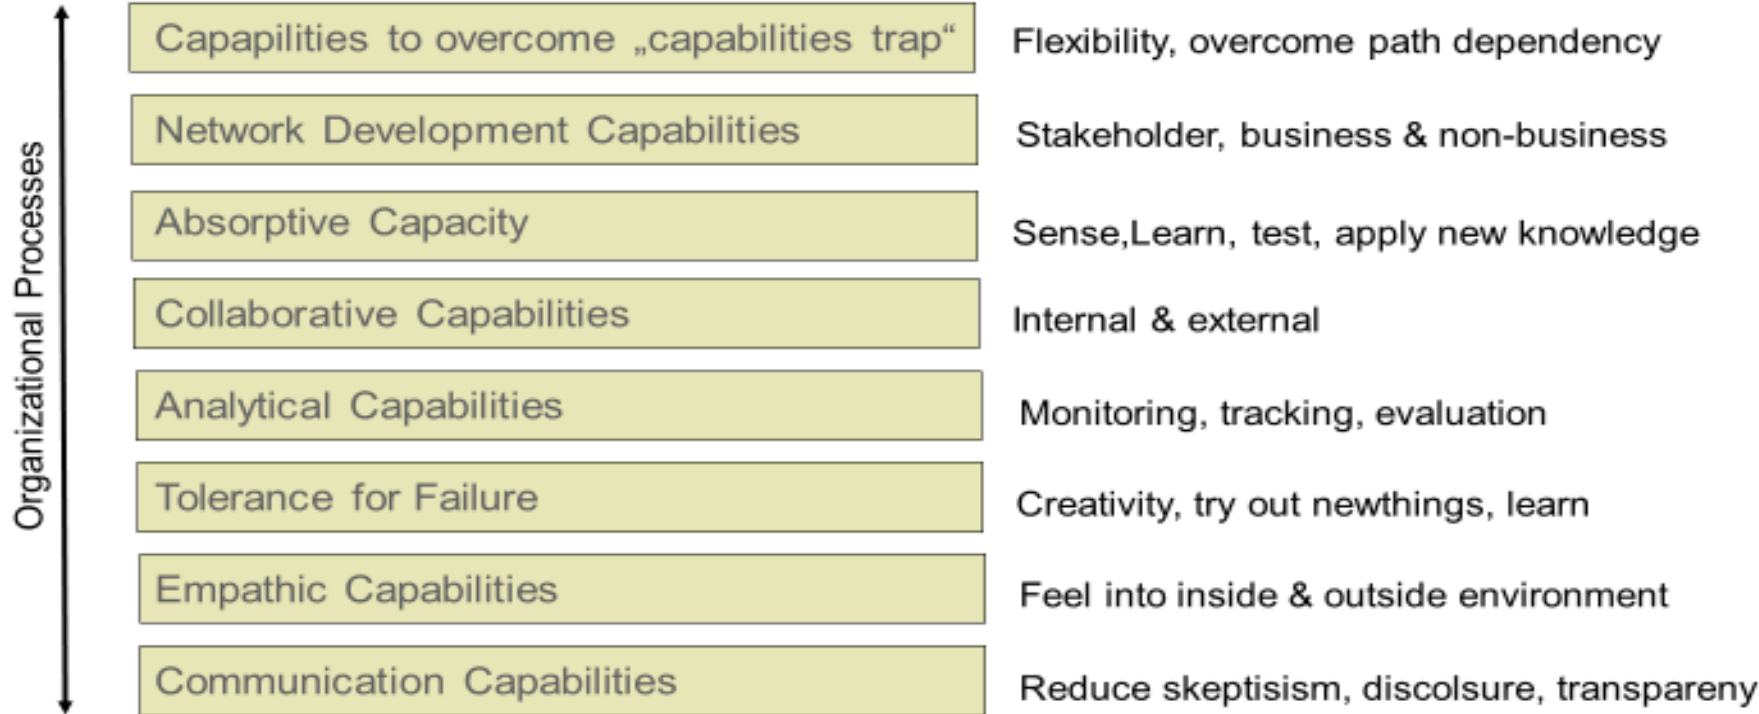 Organizational Processes
Capapilities to overcome „capabilities trap“
Flexibility, overcome path dependency
Network Development Capabilities
Stakeholder, business & non-business
Absorptive Capacity
Sense,Learn, test, apply new knowledge
Collaborative Capabilities
Internal & external
Analytical Capabilities
Monitoring, tracking, evaluation
Tolerance for Failure
Creativity, try out newthings, learn
Empathic Capabilities
Feel into inside & outside environment
Communication Capabilities
Reduce skeptisism, discolsure, transpareny